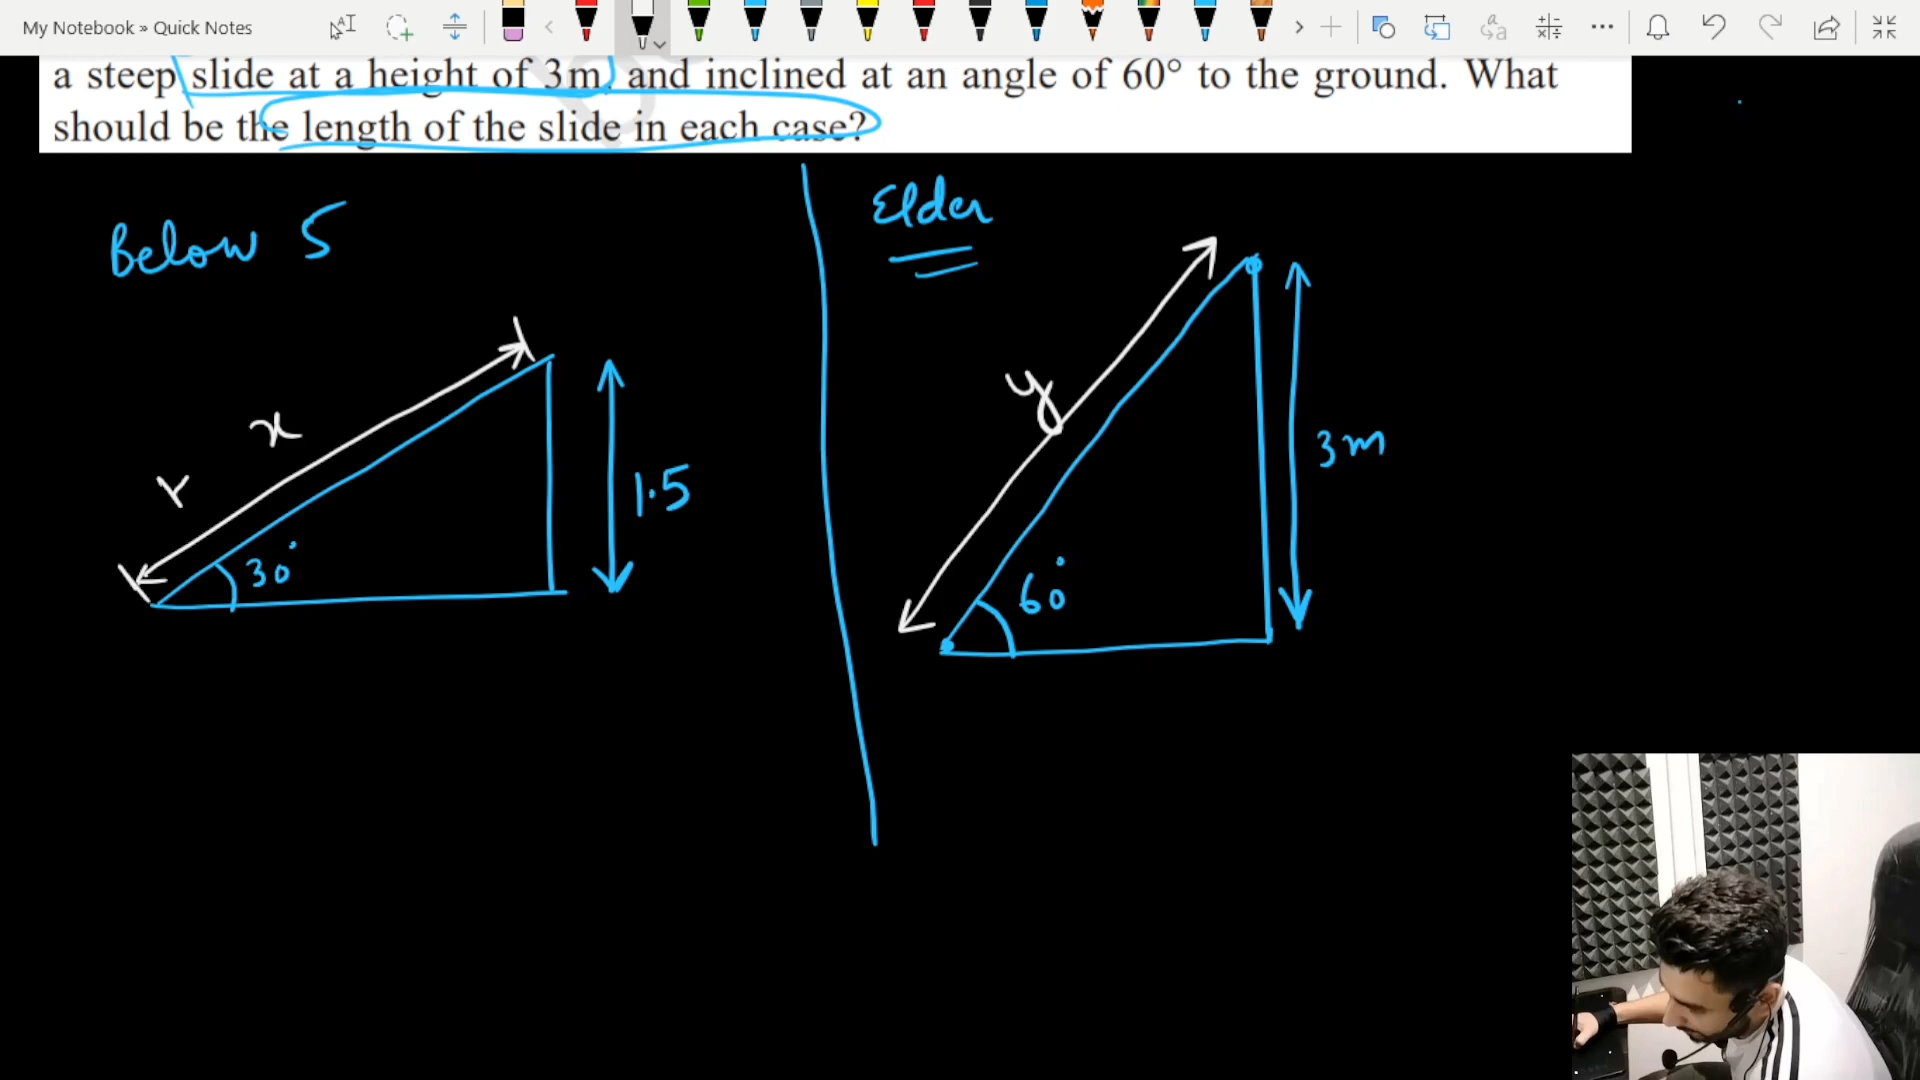 My Notebook » Quick Notes
a steep slide at a height of 3m, and inclined at an angle of 60° to the ground. What
should be the length of the slide in each case?
Below 5
Elder
x
1.5
30°
y
3m
60°